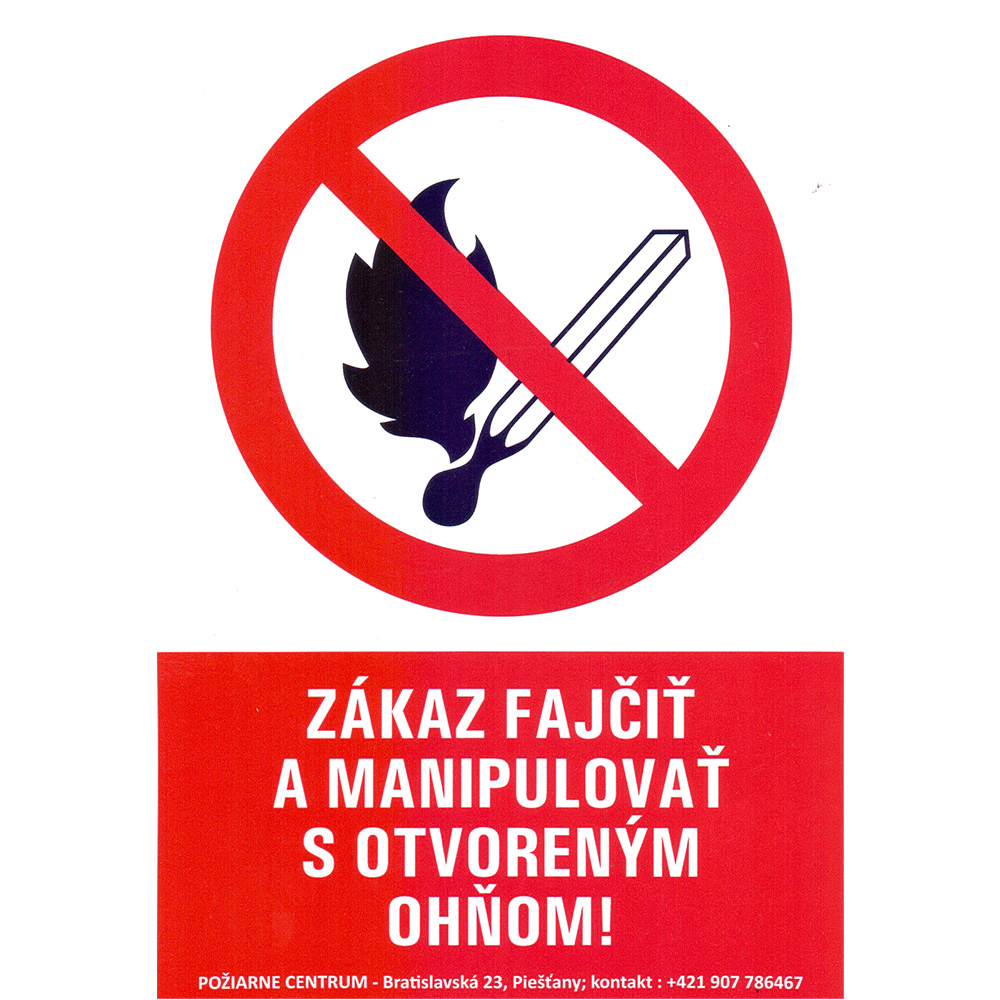 ZÁKAZ FAJČIŤ
A MANIPULOVAŤ
S OTVORENÝM
OHŇOM!
POŽIARNE CENTRUM - Bratislavská 23, Piešťany; kontakt : +421 907 786467